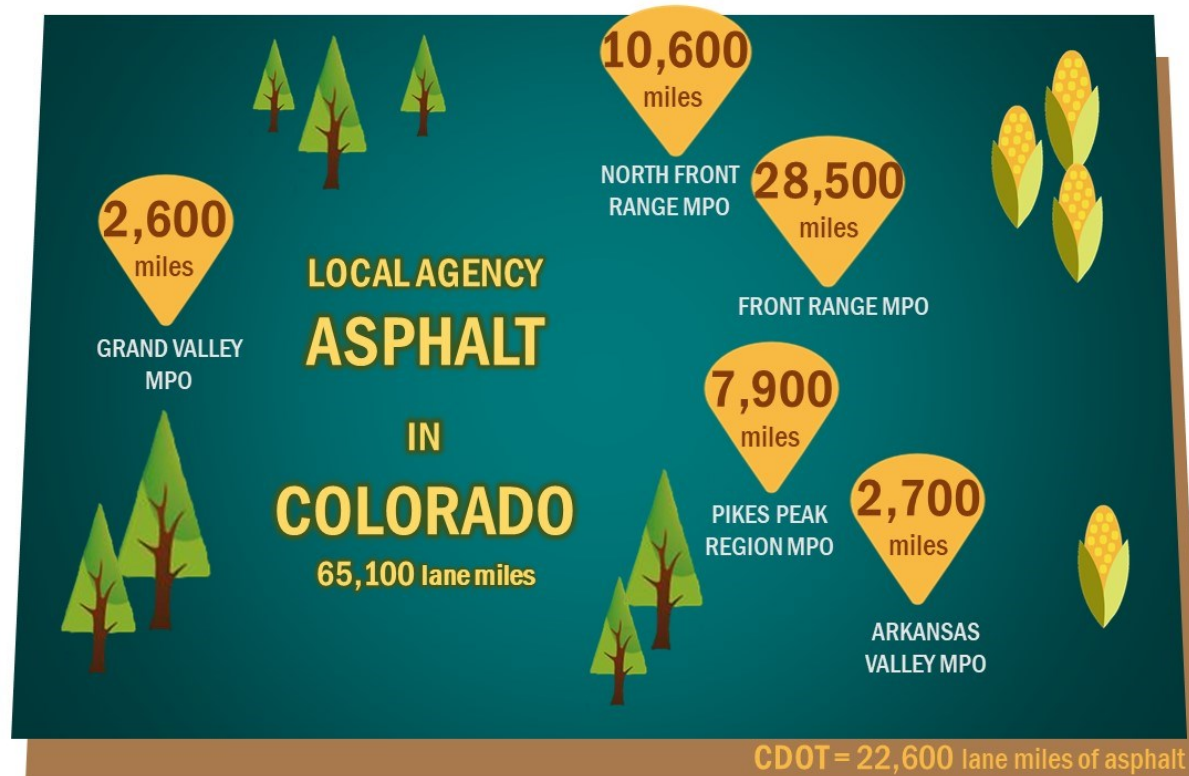 10,600
miles
NORTH FRONT
RANGE MPO
28,500
miles
FRONT RANGE MPO
2,600
miles
GRAND VALLEY
MPO
LOCAL AGENCY
ASPHALT
IN
COLORADO
65,100 lane miles
7,900
miles
PIKES PEAK
REGION MPO
2,700
miles
ARKANSAS
VALLEY MPO
CDOT = 22,600 lane miles of asphalt